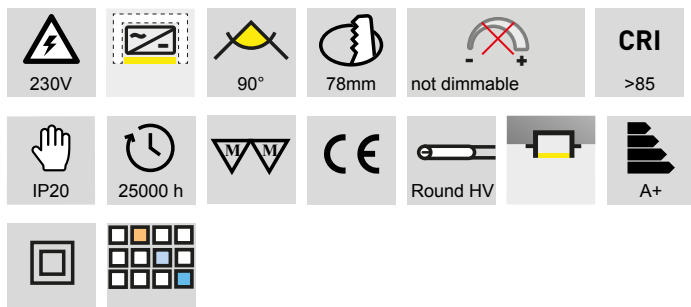 CRI
230V
90°
78mm
- +
not dimmable
>85
M M
CE
IP20
25000 h
Round HV
A+